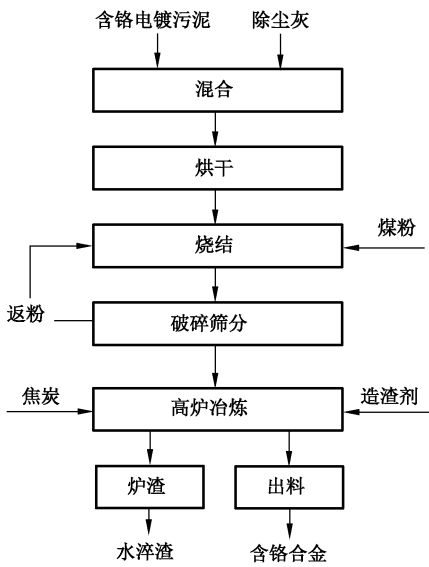 含铬电镀污泥 除尘灰
混合
烘干
烧结
煤粉
返粉
破碎筛分
焦炭
高炉冶炼
造渣剂
炉渣
出料
水淬渣
含铬合金